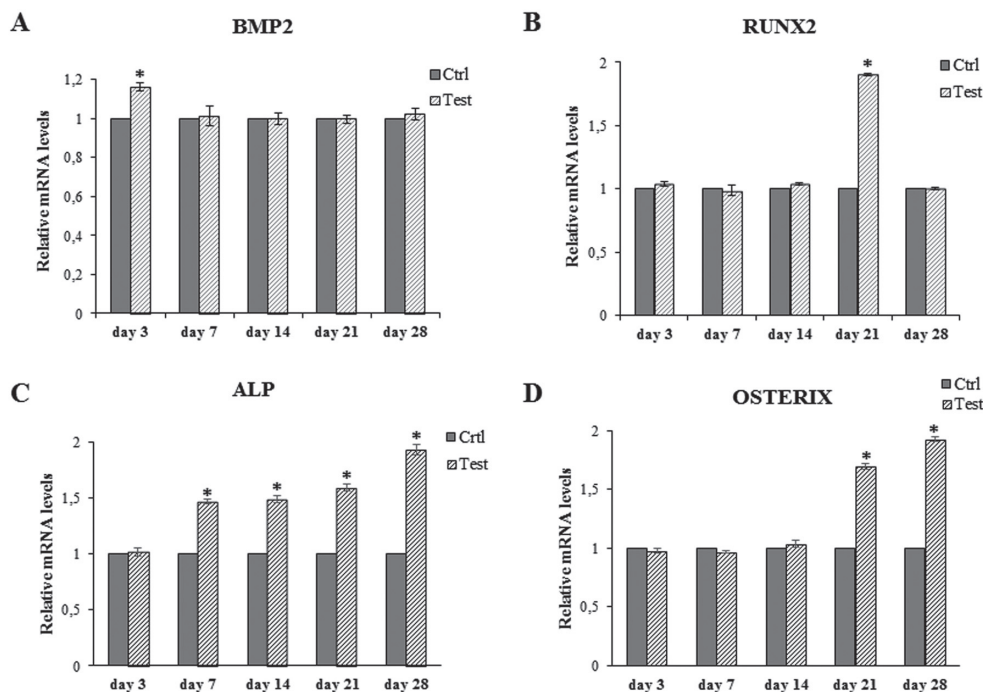 A
BMP2
Relative mRNA levels
1,2
1
0,8
0,6
0,4
0,2
0
*
Ctrl
Test
day 3 day 7 day 14 day 21 day 28
B
RUNX2
Relative mRNA levels
2
1,5
1
0,5
0
*
Ctrl
Test
day 3 day 7 day 14 day 21 day 28
C
ALP
Relative mRNA levels
2
1,5
1
0,5
0
* * * *
Crtl
Test
day 3 day 7 day 14 day 21 day 28
D
OSTERIX
Relative mRNA levels
2
1,5
1
0,5
0
* *
Ctrl
Test
day 3 day 7 day 14 day 21 day 28